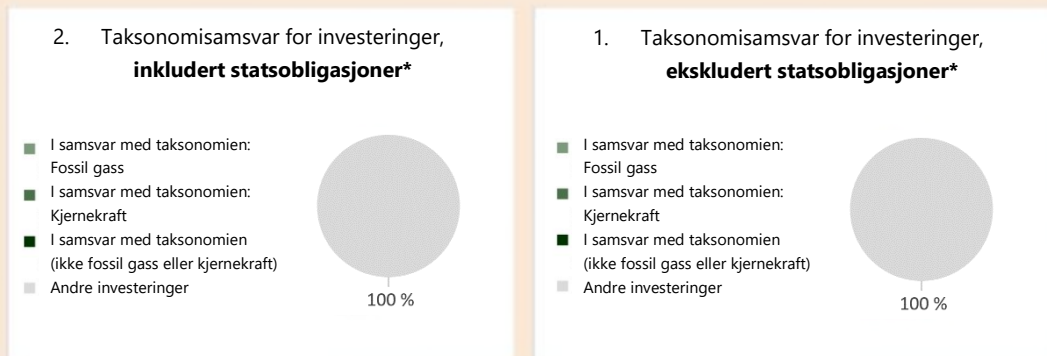 2. Taksonomisamsvar for investeringer,
inkludert statsobligasjoner*
I samsvar med taksonomien:
Fossil gass
I samsvar med taksonomien:
Kjernekraft
I samsvar med taksonomien
(ikke fossil gass eller kjernekraft)
Andre investeringer
100 %
1. Taksonomisamsvar for investeringer,
ekskludert statsobligasjoner*
I samsvar med taksonomien:
Fossil gass
I samsvar med taksonomien:
Kjernekraft
I samsvar med taksonomien
(ikke fossil gass eller kjernekraft)
Andre investeringer
100 %